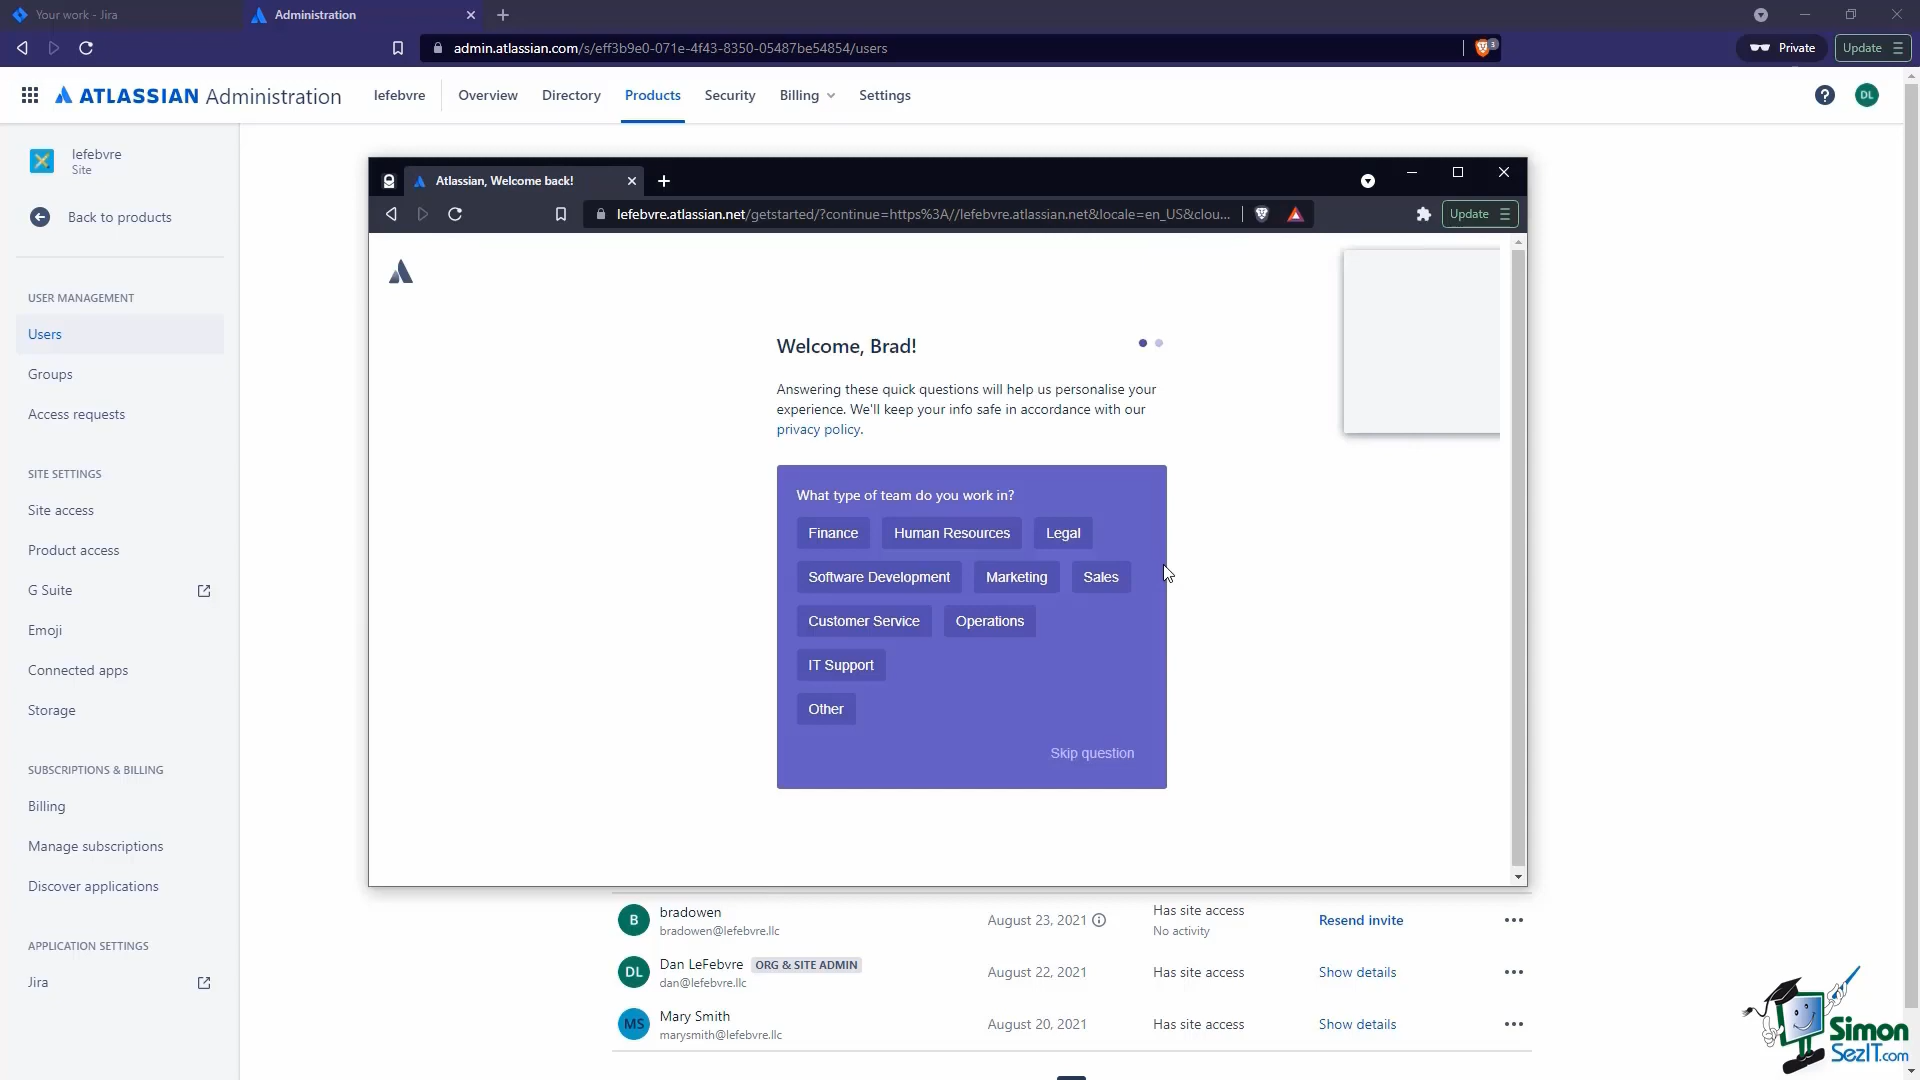 Your work - Jira
Administration
admin.atlassian.com/s/eff3b9e0-071e-4f43-8350-05487be54854/users
3
Private
Update
ATLASSIAN Administration
lefebvre
Overview
Directory
Products
Security
Billing
Settings
?
DL
lefebvre
Site
Back to products
USER MANAGEMENT
Users
Groups
Access requests
SITE SETTINGS
Site access
Product access
G Suite
Emoji
Connected apps
Storage
SUBSCRIPTIONS & BILLING
Billing
Manage subscriptions
Discover applications
APPLICATION SETTINGS
Jira
Atlassian, Welcome back!
lefebvre.atlassian.net/getstarted/?continue=https%3A//lefebvre.atlassian.net&locale=en_US&clou...
Update
Welcome, Brad!
Answering these quick questions will help us personalise your
experience. We'll keep your info safe in accordance with our
privacy policy.
What type of team do you work in?
Finance
Human Resources
Legal
Software Development
Marketing
Sales
Customer Service
Operations
IT Support
Other
Skip question
B
bradowen
bradowen@lefebvre.llc
August 23, 2021
Has site access
No activity
Resend invite
DL
Dan LeFebvre
ORG & SITE ADMIN
dan@lefebvre.llc
August 22, 2021
Has site access
Show details
MS
Mary Smith
marysmith@lefebvre.llc
August 20, 2021
Has site access
Show details
Simon
SezIT.com